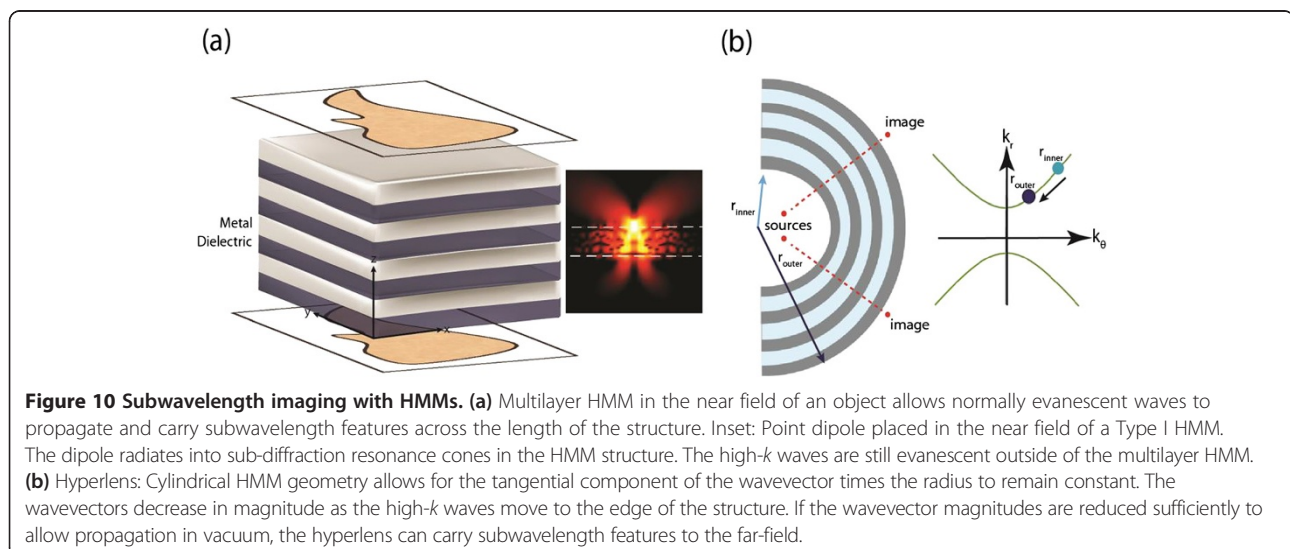 (a)
(b)
Metal
Dielectric
z
y
x
image
r inner
sources
r outer
image
k r
r inner
r outer
k θ
Figure 10 Subwavelength imaging with HMMs. (a) Multilayer HMM in the near field of an object allows normally evanescent waves to
propagate and carry subwavelength features across the length of the structure. Inset: Point dipole placed in the near field of a Type I HMM.
The dipole radiates into sub-diffraction resonance cones in the HMM structure. The high-k waves are still evanescent outside of the multilayer HMM.
(b) Hyperlens: Cylindrical HMM geometry allows for the tangential component of the wavevector times the radius to remain constant. The
wavevectors decrease in magnitude as the high-k waves move to the edge of the structure. If the wavevector magnitudes are reduced sufficiently to
allow propagation in vacuum, the hyperlens can carry subwavelength features to the far-field.